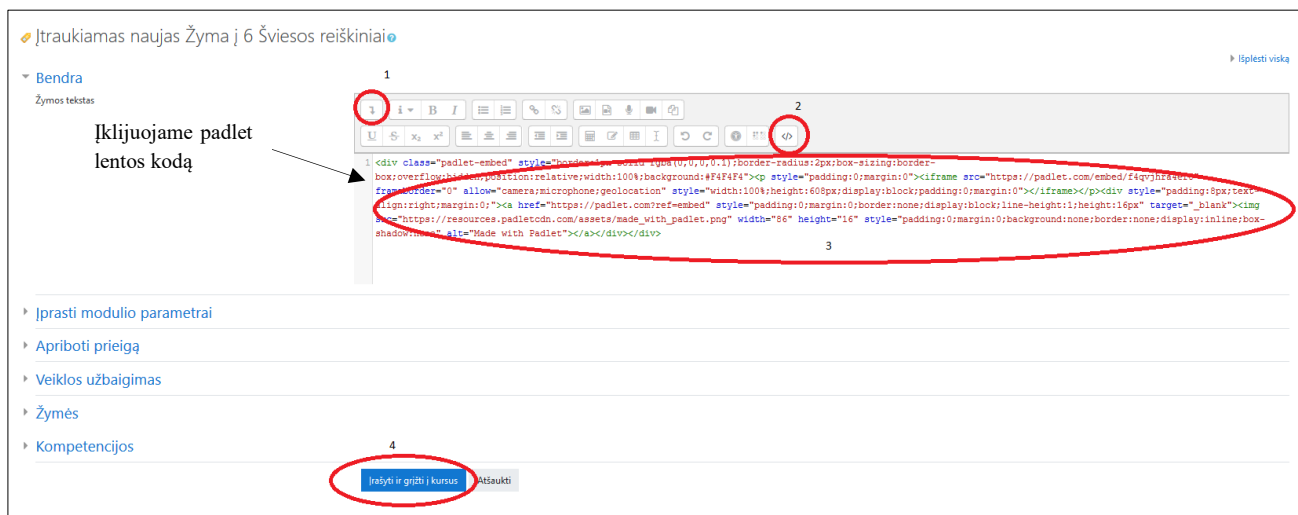 Įtraukiamas naujas Žyma į 6 Šviesos reiškiniai
Išplėsti viską
Bendra
1
Žymos tekstas
2
Įklijuojame padlet
lentos kodą
1 <div class="padlet-embed" style="border:1px solid rgba(0,0,0,0.1);border-radius:2px;box-sizing:border-
box;overflow:hidden;position:relative;width:100%;background:#F4F4F4"><p style="padding:0;margin:0"><iframe src="https://padlet.com/embed/
frameborder="0" allow="camera;microphone;geolocation" style="width:100%;height:608px;display:block;padding:0;margin:0"></iframe></p><div style="padding:8px;text-
align:right;margin:0;"><a href="https://padlet.com?ref=embed" style="padding:0;margin:0;border:none;display:block;line-height:1;height:16px" target="_blank"><img
src="https://resources.padletcdn.com/assets/made_with_padlet.png" width="86" height="16" style="padding:0;margin:0;background:none;border:none;display:inline;box-
shadow:none" alt="Made with Padlet"></a></div></div>
3
Įprasti modulio parametrai
Apriboti prieigą
Veiklos užbaigimas
Žymės
Kompetencijos
4
Įrašyti ir grįžti į kursus
Atšaukti